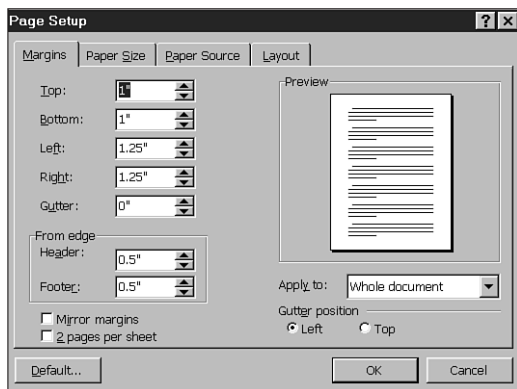 Page Setup
Margins Paper Size Paper Source Layout
Top: 1"
Bottom: 1"
Left: 1.25"
Right: 1.25"
Gutter: 0"
From edge
Header: 0.5"
Footer: 0.5"
Mirror margins
2 pages per sheet
Preview
Apply to: Whole document
Gutter position
Left Top
Default... OK Cancel